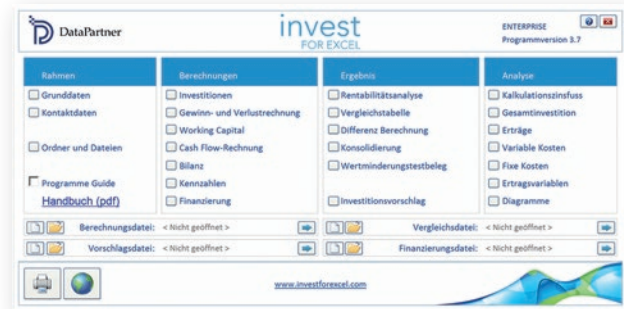 DataPartner
invest
FOR EXCEL
ENTERPRISE
Programmversion 3.7
Rahmen
Grunddaten
Kontaktdaten
Ordner und Dateien
Programme Guide
Handbuch (pdf)
Berechnungen
Investitionen
Gewinn- und Verlustrechnung
Working Capital
Cash Flow-Rechnung
Bilanz
Kennzahlen
Finanzierung
Ergebnis
Rentabilitätsanalyse
Vergleichstabelle
Differenz Berechnung
Konsolidierung
Wertminderungstestbeleg
Investitionsvorschlag
Analyse
Kalkulationszinsfuss
Gesamtinvestition
Erträge
Variable Kosten
Fixe Kosten
Ertragsvariablen
Diagramme
Berechnungsdatei: < Nicht geöffnet >
Vergleichsdatei: < Nicht geöffnet >
Vorschlagsdatei: < Nicht geöffnet >
Finanzierungsdatei: < Nicht geöffnet >
www.investforexcel.com